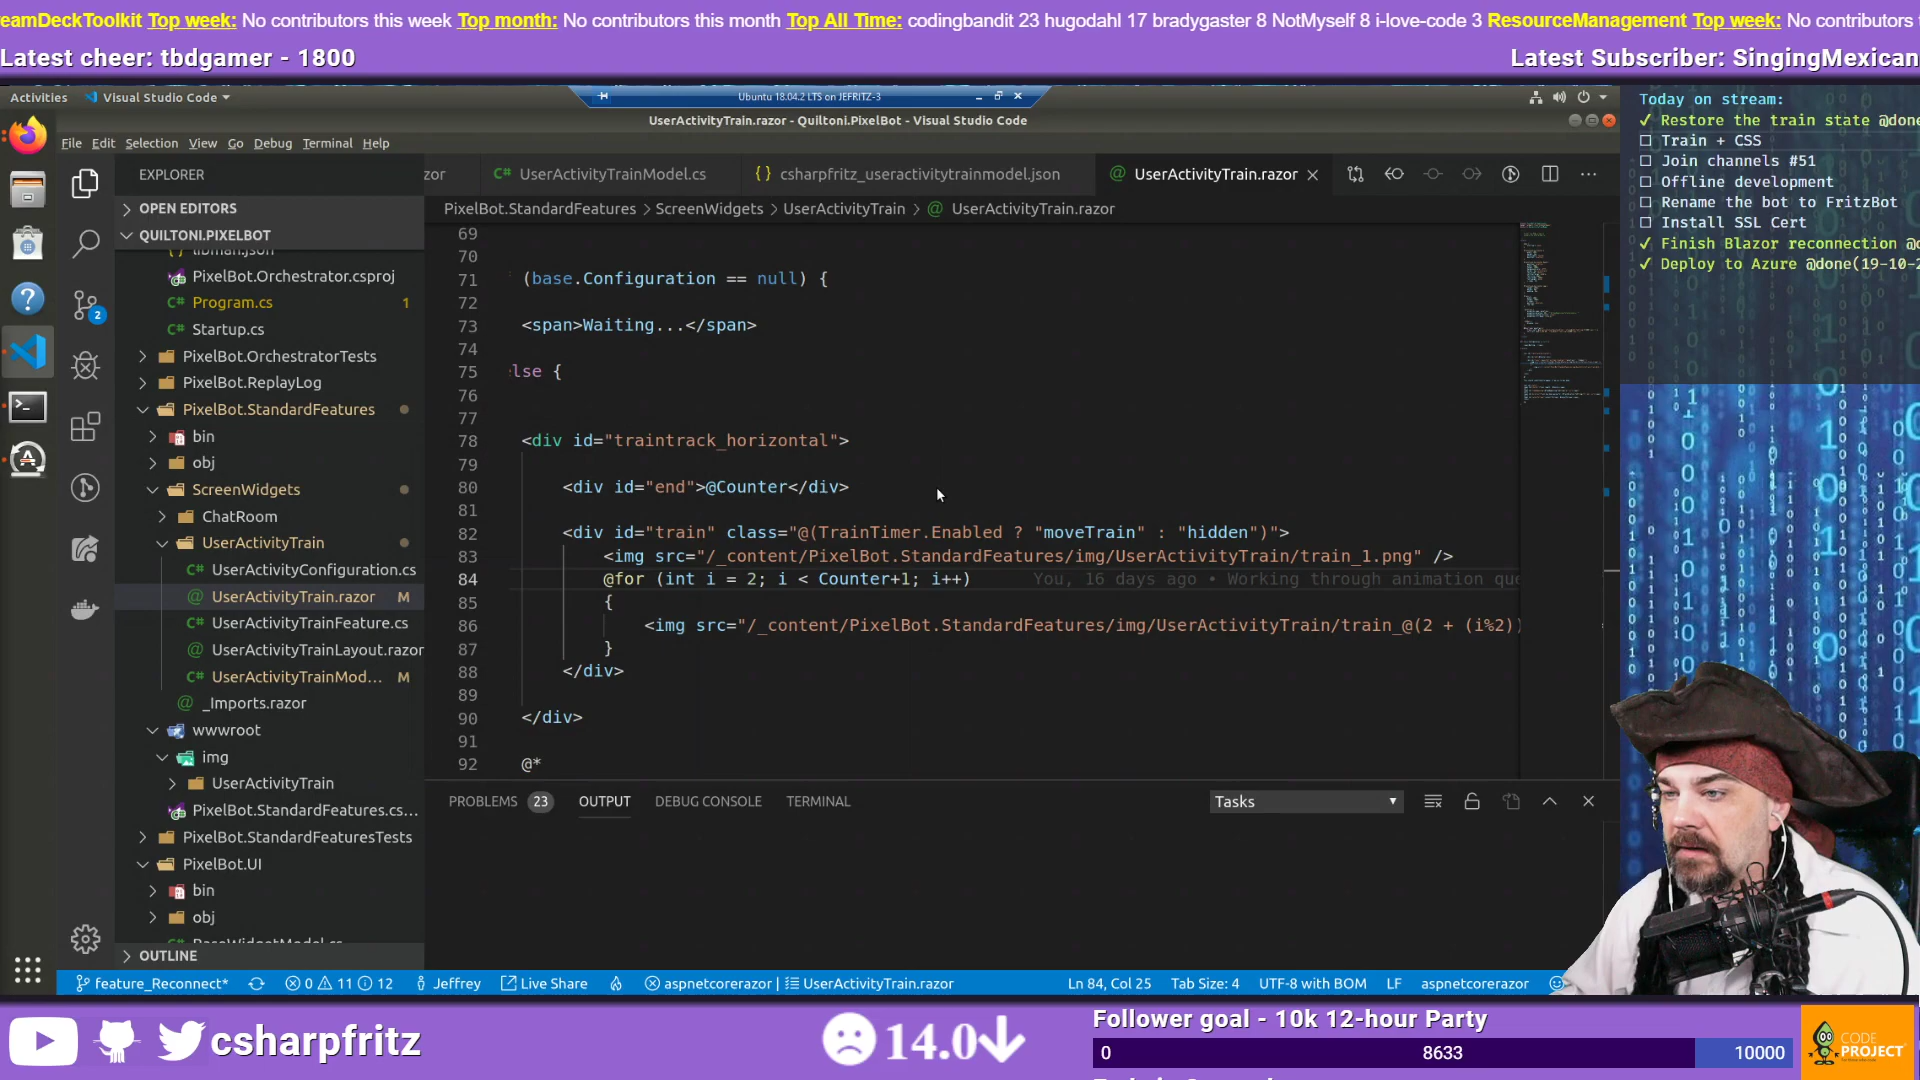 eamDeckToolkit Top week: No contributors this week Top month: No contributors this month Top All Time: codingbandit 23 hugodahl 17 bradygaster 8 NotMyself 8 i-love-code 3 ResourceManagement Top week: No contributors
Latest cheer: tbdgamer - 1800
Latest Subscriber: SingingMexican
Activities
Visual Studio Code
Ubuntu 18.04.2 LTS on JEFRITZ-3
UserActivityTrain.razor - Quiltoni.PixelBot - Visual Studio Code
File Edit Selection View Go Debug Terminal Help
Today on stream:
✓ Restore the train state @done
☐ Train + CSS
☐ Join channels #51
☐ Offline development
☐ Rename the bot to FritzBot
☐ Install SSL Cert
✓ Finish Blazor reconnection @d
✓ Deploy to Azure @done(19-10-2
EXPLORER
OPEN EDITORS
QUILTONI.PIXELBOT
libman.json
PixelBot.Orchestrator.csproj
Program.cs 1
Startup.cs
PixelBot.OrchestratorTests
PixelBot.ReplayLog
PixelBot.StandardFeatures
bin
obj
ScreenWidgets
ChatRoom
UserActivityTrain
UserActivityConfiguration.cs
UserActivityTrain.razor M
UserActivityTrainFeature.cs
UserActivityTrainLayout.razor
UserActivityTrainMod... M
_Imports.razor
wwwroot
img
UserActivityTrain
PixelBot.StandardFeatures.cs...
PixelBot.StandardFeaturesTests
PixelBot.UI
bin
obj
BaseWidgetModel.cs
OUTLINE
2
zor
UserActivityTrainModel.cs
{} csharpfritz_useractivitytrainmodel.json
@ UserActivityTrain.razor
PixelBot.StandardFeatures > ScreenWidgets > UserActivityTrain > @ UserActivityTrain.razor
69
70
71 (base.Configuration == null) {
72
73 <span>Waiting...</span>
74
75 lse {
76
77
78 <div id="traintrack_horizontal">
79
80 <div id="end">@Counter</div>
81
82 <div id="train" class="@(TrainTimer.Enabled ? "moveTrain" : "hidden")">
83 <img src="/_content/PixelBot.StandardFeatures/img/UserActivityTrain/train_1.png" />
84 @for (int i = 2; i < Counter+1; i++) You, 16 days ago • Working through animation que
85 {
86 <img src="/_content/PixelBot.StandardFeatures/img/UserActivityTrain/train_@(2 + (i%2))
87 }
88 </div>
89
90 </div>
91
92 @*
PROBLEMS 23 OUTPUT DEBUG CONSOLE TERMINAL
Tasks
feature_Reconnect* 0 11 12 Jeffrey Live Share aspnetcorerazor | UserActivityTrain.razor Ln 84, Col 25 Tab Size: 4 UTF-8 with BOM LF aspnetcorerazor
csharpfritz
14.0
Follower goal - 10k 12-hour Party
0 8633 10000
CODE
PROJECT